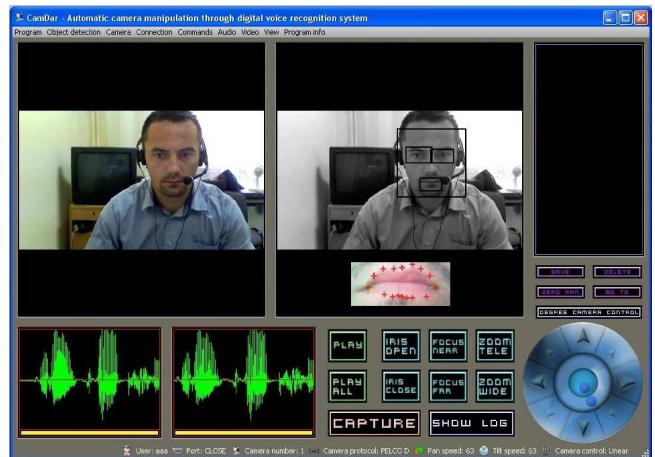 CamDar - Automatic camera manipulation through digital voice recognition system
Program Object detection Camera Connection Commands Audio Video View Program info
SAVE DELETE
ZERO PAN GO TO
DEGREE CAMERA CONTROL
PLAY IRIS OPEN FOCUS NEAR ZOOM TELE
PLAY ALL IRIS CLOSE FOCUS FAR ZOOM WIDE
CAPTURE SHOW LOG
User: aaa Port: CLOSE Camera number: 1 Camera protocol: PELCO D Pan speed: 63 Tilt speed: 63 Camera control: Linear